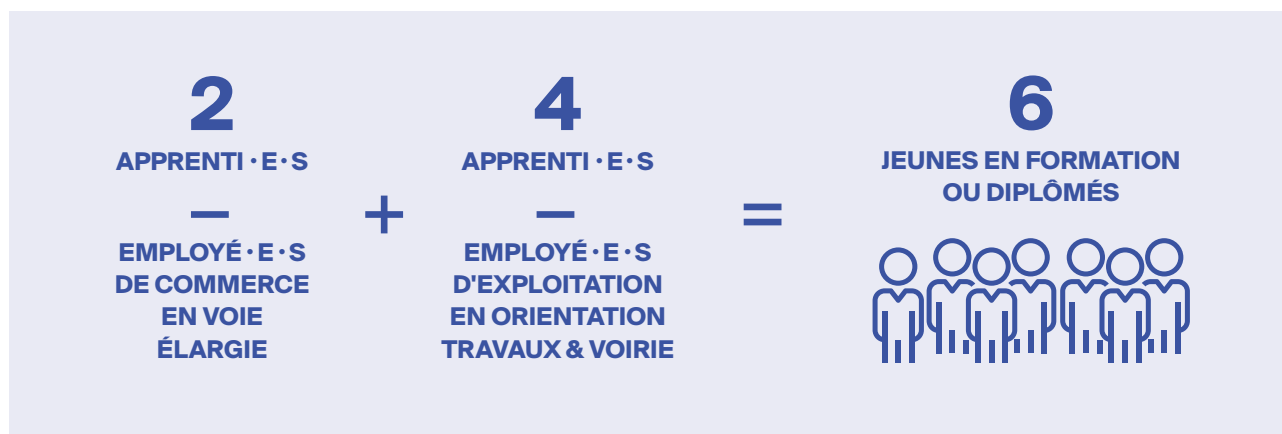 2
APPRENTI·E·S
–
EMPLOYÉ·E·S
DE COMMERCE
EN VOIE
ÉLARGIE
+
4
APPRENTI·E·S
–
EMPLOYÉ·E·S
D'EXPLOITATION
EN ORIENTATION
TRAVAUX & VOIRIE
=
6
JEUNES EN FORMATION
OU DIPLÔMÉS